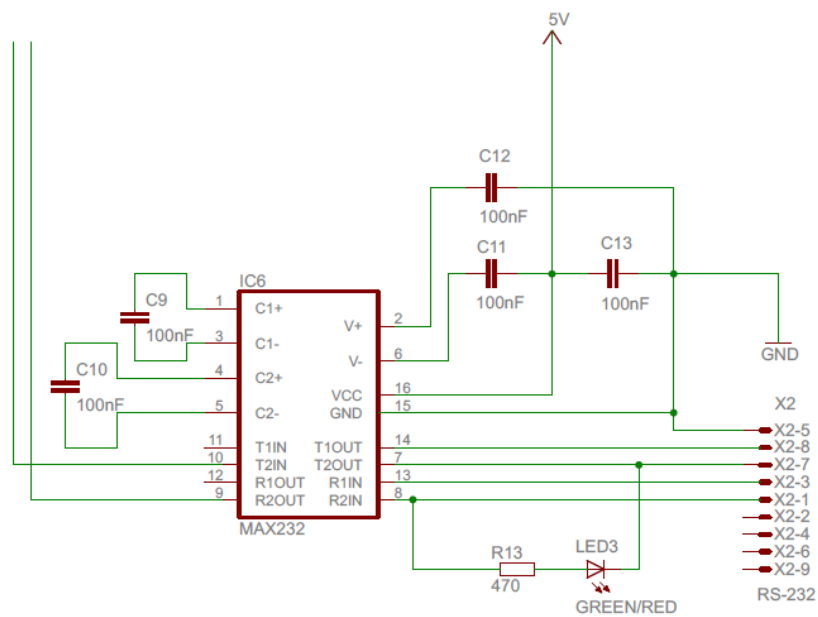 5V
C12
100nF
C11
100nF
C13
100nF
IC6
C9
100nF
C10
100nF
1 C1+
3 C1-
4 C2+
5 C2-
11 T1IN
10 T2IN
12 R1OUT
9 R2OUT
V+ 2
V- 6
VCC 16
GND 15
T1OUT 14
T2OUT 7
R1IN 13
R2IN 8
MAX232
GND
X2
X2-5
X2-8
X2-7
X2-3
X2-1
X2-2
X2-4
X2-6
X2-9
RS-232
R13
470
LED3
GREEN/RED